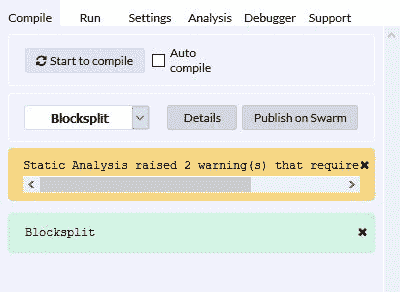 Compile Run Settings Analysis Debugger Support
Start to compile Auto
compile
Blocksplit Details Publish on Swarm
Static Analysis raised 2 warning(s) that require
Blocksplit